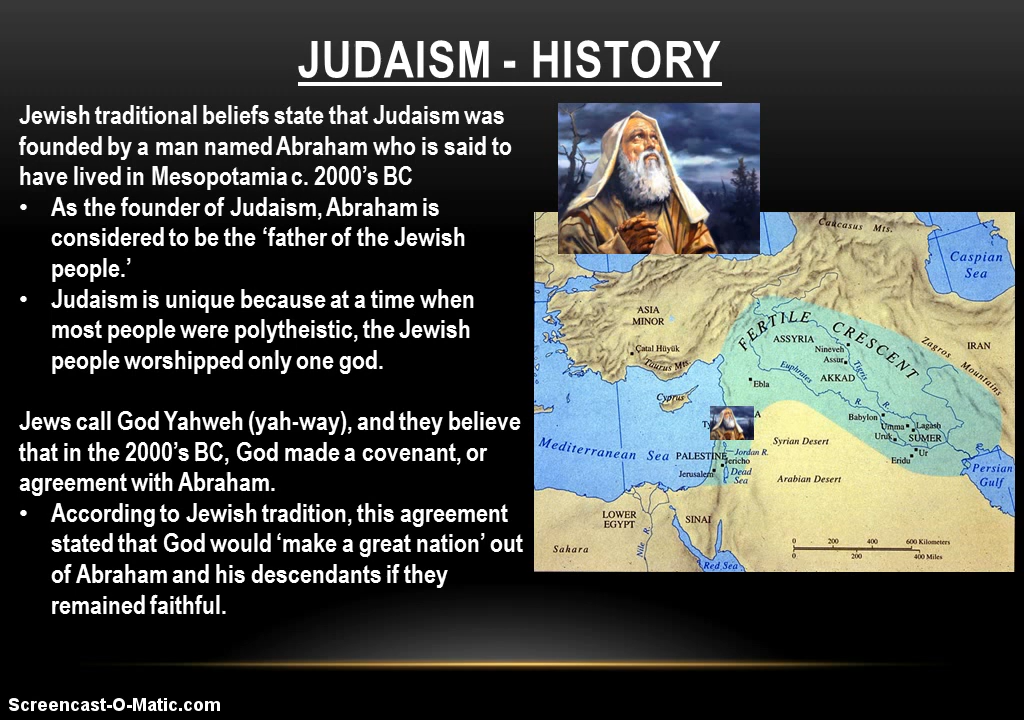 JUDAISM - HISTORY
Jewish traditional beliefs state that Judaism was
founded by a man named Abraham who is said to
have lived in Mesopotamia c. 2000’s BC
• As the founder of Judaism, Abraham is
considered to be the ‘father of the Jewish
people.’
• Judaism is unique because at a time when
most people were polytheistic, the Jewish
people worshipped only one god.
Jews call God Yahweh (yah-way), and they believe
that in the 2000’s BC, God made a covenant, or
agreement with Abraham.
• According to Jewish tradition, this agreement
stated that God would ‘make a great nation’ out
of Abraham and his descendants if they
remained faithful.
Caucasus Mts.
Caspian
Sea
ASIA
MINOR
FERTILE CRESCENT
ASSYRIA
Nineveh
Assur
Zagros Mountains
IRAN
Çatal Hüyük
Taurus Mts.
Euphrates R.
Tigris R.
AKKAD
Ebla
Cyprus
Babylon
Umma
Lagash
Uruk
SUMER
Ur
Eridu
Mediterranean Sea
Syrian Desert
PALESTINE
Jordan R.
Jericho
Jerusalem
Dead
Sea
Arabian Desert
Persian
Gulf
LOWER
EGYPT
SINAI
Nile R.
Sahara
Red Sea
0 200 400 600 Kilometers
0 200 400 Miles
Screencast-O-Matic.com